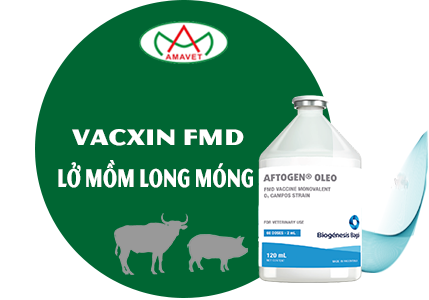 AMAVET
VACXIN FMD
LỞ MỒM LONG MÓNG
AFTOGEN® OLEO
FMD VACCINE MONOVALENT
O₁ CAMPOS STRAIN
FOR VETERINARY USE
60 DOSES - 2 mL
Biogénesis Bagó
120 mL